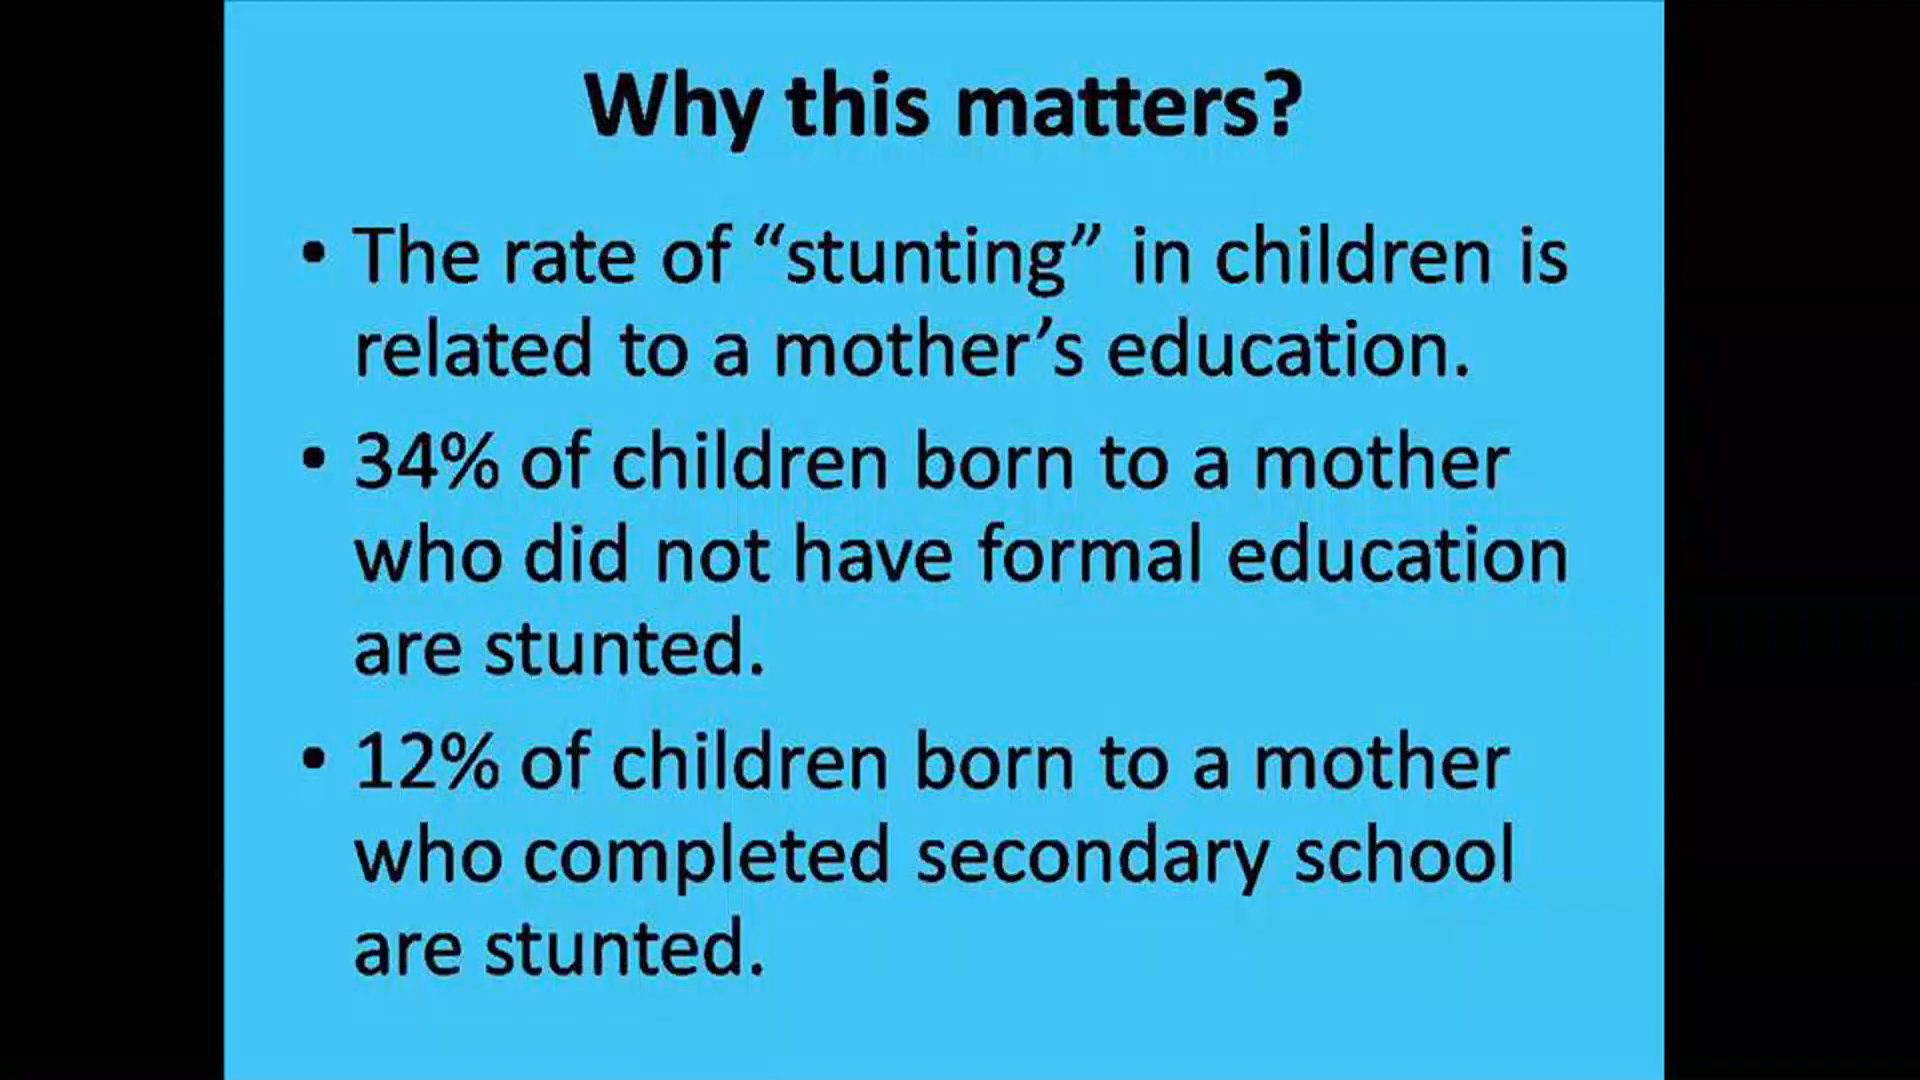 Why this matters?
• The rate of “stunting” in children is
related to a mother’s education.
• 34% of children born to a mother
who did not have formal education
are stunted.
• 12% of children born to a mother
who completed secondary school
are stunted.